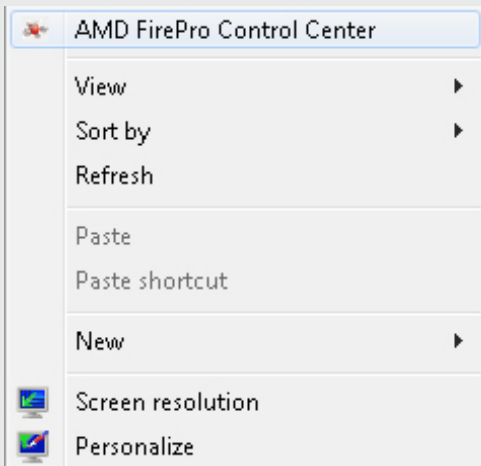 AMD FirePro Control Center
View
Sort by
Refresh
Paste
Paste shortcut
New
Screen resolution
Personalize